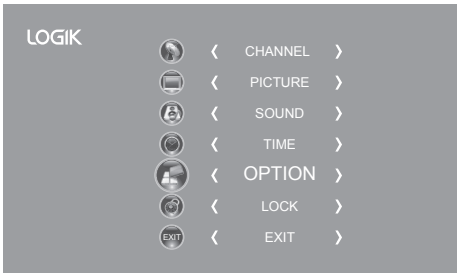 LOGIK
CHANNEL
PICTURE
SOUND
TIME
OPTION
LOCK
EXIT EXIT